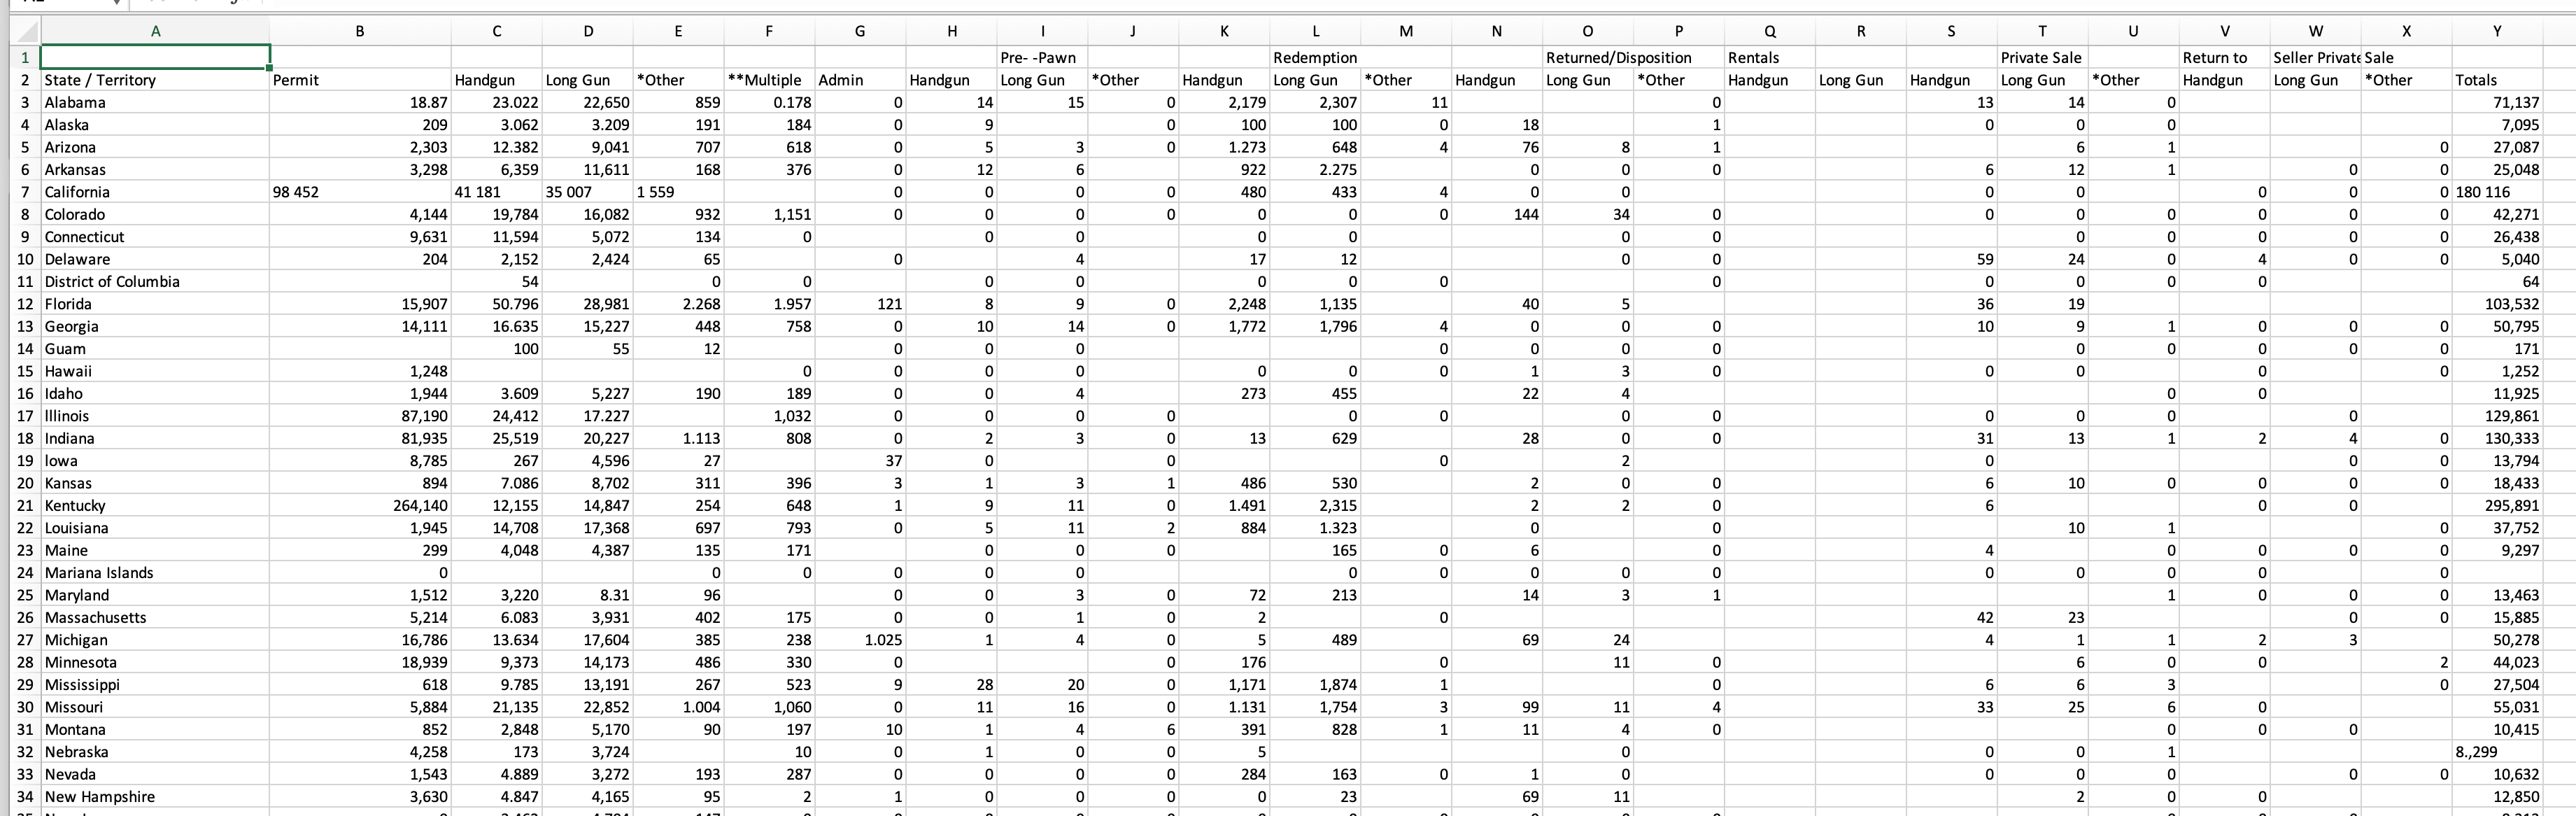 A B C D E F G H I J K L M N O P Q R S T U V W X Y
1 Pre- -Pawn Redemption Returned/Disposition Rentals Private Sale Return to Seller Private Sale
2 State / Territory Permit Handgun Long Gun *Other **Multiple Admin Handgun Long Gun *Other Handgun Long Gun *Other Handgun Long Gun *Other Handgun Long Gun Handgun Long Gun *Other Handgun Long Gun *Other Totals
3 Alabama 18.87 23.022 22,650 859 0.178 0 14 15 0 2,179 2,307 11 0 13 14 0 71,137
4 Alaska 209 3.062 3.209 191 184 0 9 0 100 100 0 18 1 0 0 0 7,095
5 Arizona 2,303 12.382 9,041 707 618 0 5 3 0 1.273 648 4 76 8 1 6 1 0 27,087
6 Arkansas 3,298 6,359 11,611 168 376 0 12 6 922 2.275 0 0 0 6 12 1 0 0 25,048
7 California 98 452 41 181 35 007 1 559 0 0 0 0 480 433 4 0 0 0 0 0 0 0 180 116
8 Colorado 4,144 19,784 16,082 932 1,151 0 0 0 0 0 0 0 144 34 0 0 0 0 0 0 0 42,271
9 Connecticut 9,631 11,594 5,072 134 0 0 0 0 0 0 0 0 0 0 0 0 26,438
10 Delaware 204 2,152 2,424 65 0 4 17 12 0 0 59 24 0 4 0 0 5,040
11 District of Columbia 54 0 0 0 0 0 0 0 0 0 0 0 0 64
12 Florida 15,907 50.796 28,981 2.268 1.957 121 8 9 0 2,248 1,135 40 5 36 19 103,532
13 Georgia 14,111 16.635 15,227 448 758 0 10 14 0 1,772 1,796 4 0 0 0 10 9 1 0 0 0 50,795
14 Guam 100 55 12 0 0 0 0 0 0 0 0 0 0 0 0 171
15 Hawaii 1,248 0 0 0 0 0 0 0 1 3 0 0 0 0 0 1,252
16 Idaho 1,944 3.609 5,227 190 189 0 0 4 273 455 22 4 0 0 11,925
17 Illinois 87,190 24,412 17.227 1,032 0 0 0 0 0 0 0 0 0 0 0 0 129,861
18 Indiana 81,935 25,519 20,227 1.113 808 0 2 3 0 13 629 28 0 0 31 13 1 2 4 0 130,333
19 Iowa 8,785 267 4,596 27 37 0 0 0 2 0 0 0 13,794
20 Kansas 894 7.086 8,702 311 396 3 1 3 1 486 530 2 0 0 6 10 0 0 0 0 18,433
21 Kentucky 264,140 12,155 14,847 254 648 1 9 11 0 1.491 2,315 2 2 0 6 0 0 295,891
22 Louisiana 1,945 14,708 17,368 697 793 0 5 11 2 884 1.323 0 0 10 1 0 37,752
23 Maine 299 4,048 4,387 135 171 0 0 0 165 0 6 0 4 0 0 0 0 9,297
24 Mariana Islands 0 0 0 0 0 0 0 0 0 0 0 0 0 0 0 0
25 Maryland 1,512 3,220 8.31 96 0 0 3 0 72 213 14 3 1 1 0 0 0 13,463
26 Massachusetts 5,214 6.083 3,931 402 175 0 0 1 0 2 0 42 23 0 0 15,885
27 Michigan 16,786 13.634 17,604 385 238 1.025 1 4 0 5 489 69 24 4 1 1 2 3 50,278
28 Minnesota 18,939 9,373 14,173 486 330 0 0 176 0 11 0 6 0 0 2 44,023
29 Mississippi 618 9.785 13,191 267 523 9 28 20 0 1,171 1,874 1 0 6 6 3 0 27,504
30 Missouri 5,884 21,135 22,852 1.004 1,060 0 11 16 0 1.131 1,754 3 99 11 4 33 25 6 0 55,031
31 Montana 852 2,848 5,170 90 197 10 1 4 6 391 828 1 11 4 0 0 0 0 10,415
32 Nebraska 4,258 173 3,724 10 0 1 0 5 0 0 0 1 8.,299
33 Nevada 1,543 4.889 3,272 193 287 0 0 0 0 284 163 0 1 0 0 0 0 0 0 10,632
34 New Hampshire 3,630 4.847 4,165 95 2 1 0 0 0 0 23 69 11 2 0 0 12,850